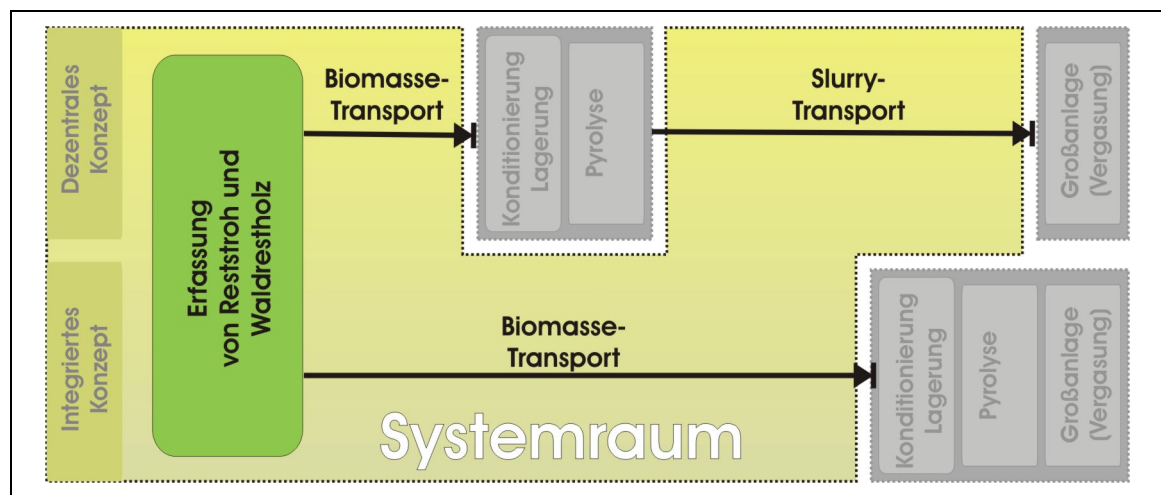 Dezentrales
Konzept
Erfassung
von Reststroh und
Waldrestholz
Biomasse-
Transport
Konditionierung
Lagerung
Pyrolyse
Slurry-
Transport
Großanlage
(Vergasung)
Integriertes
Konzept
Biomasse-
Transport
Konditionierung
Lagerung
Pyrolyse
Großanlage
(Vergasung)
Systemraum